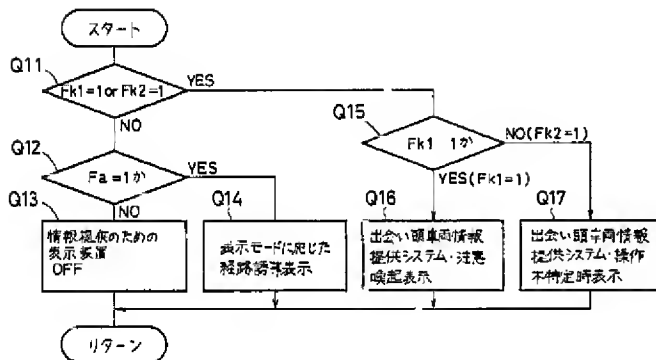 スタート
Q11
Fk1=1 or Fk2=1
YES
NO
Q12
Fa=1か
YES
NO
Q13
情報提供のための
表示装置
OFF
Q14
表示モードに応じた
経路誘導表示
Q15
Fk1 1か
NO(Fk2=1)
YES(Fk1=1)
Q16
出会い頭車両情報
提供システム・注意
喚起表示
Q17
出会い頭車両情報
提供システム・操作
不特定時表示
リターン